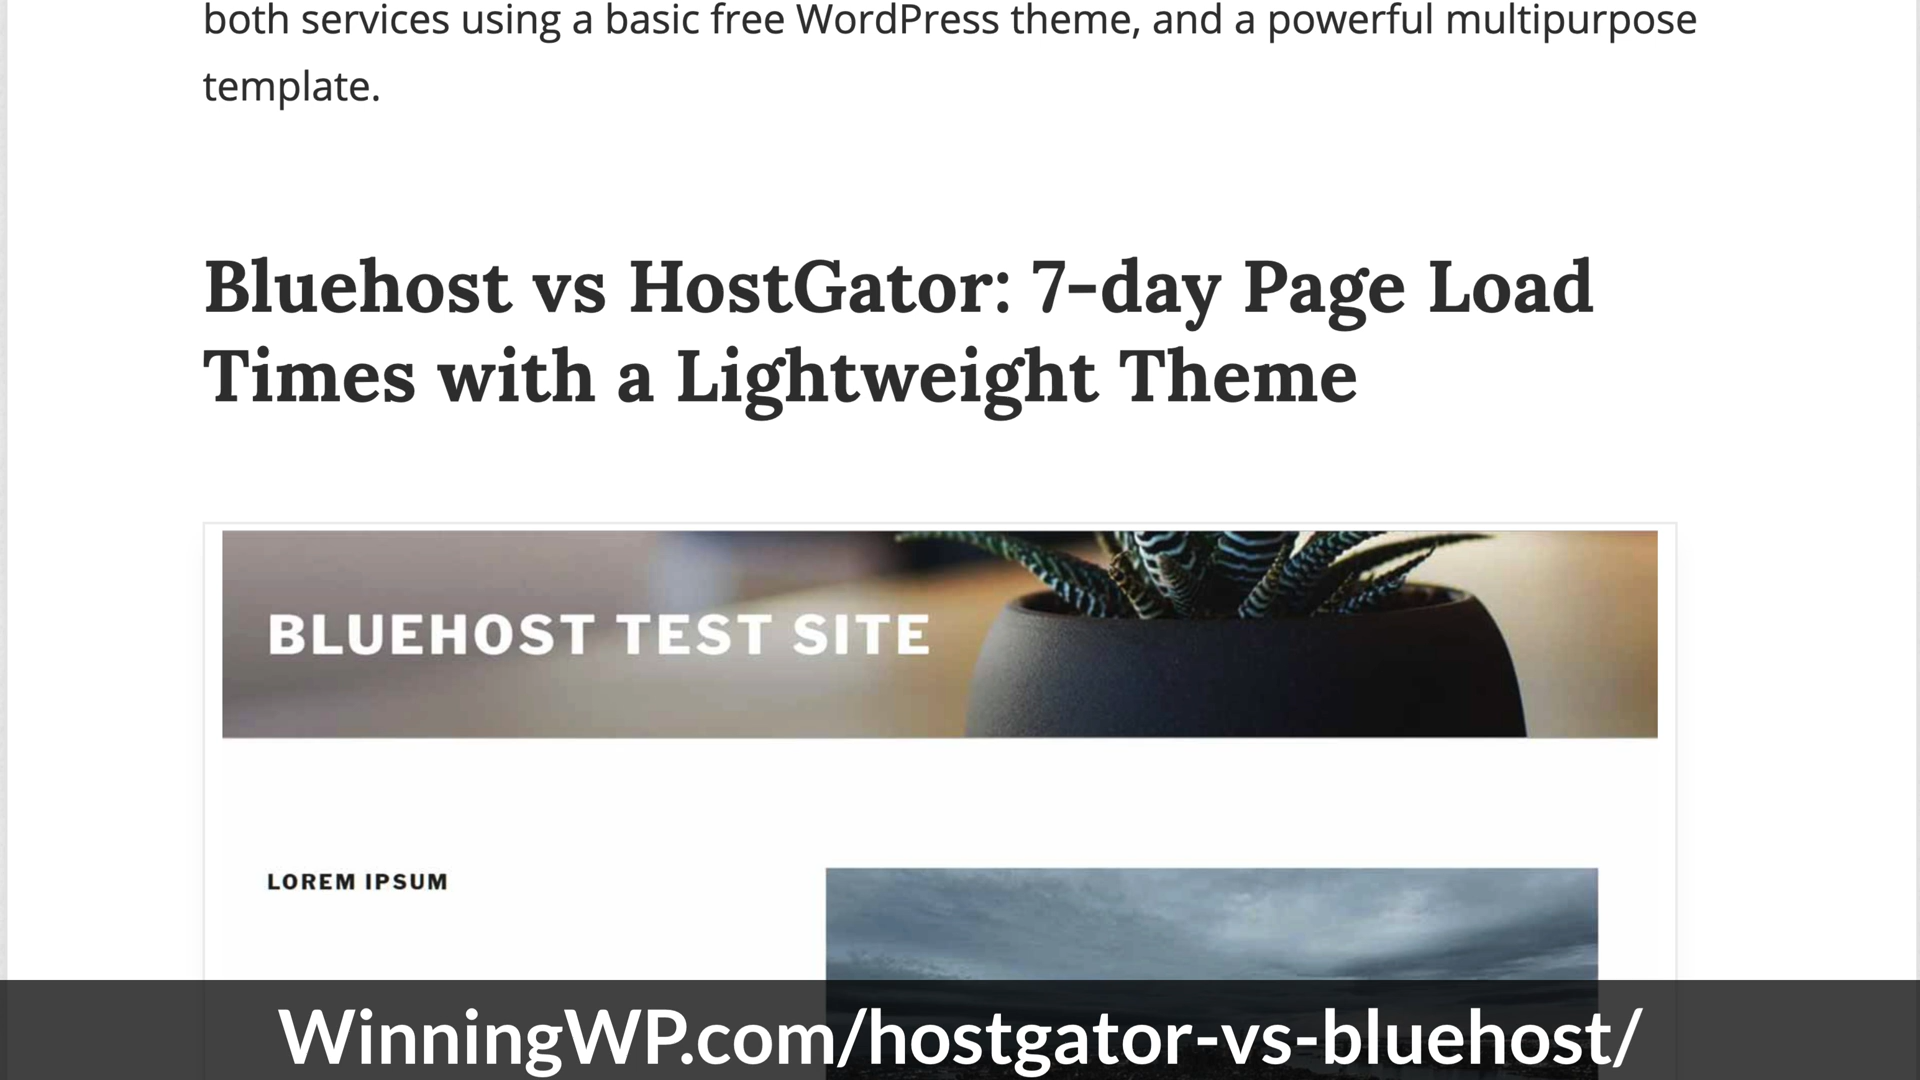 both services using a basic free WordPress theme, and a powerful multipurpose
template.
Bluehost vs HostGator: 7-day Page Load
Times with a Lightweight Theme
BLUEHOST TEST SITE
LOREM IPSUM
WinningWP.com/hostgator-vs-bluehost/